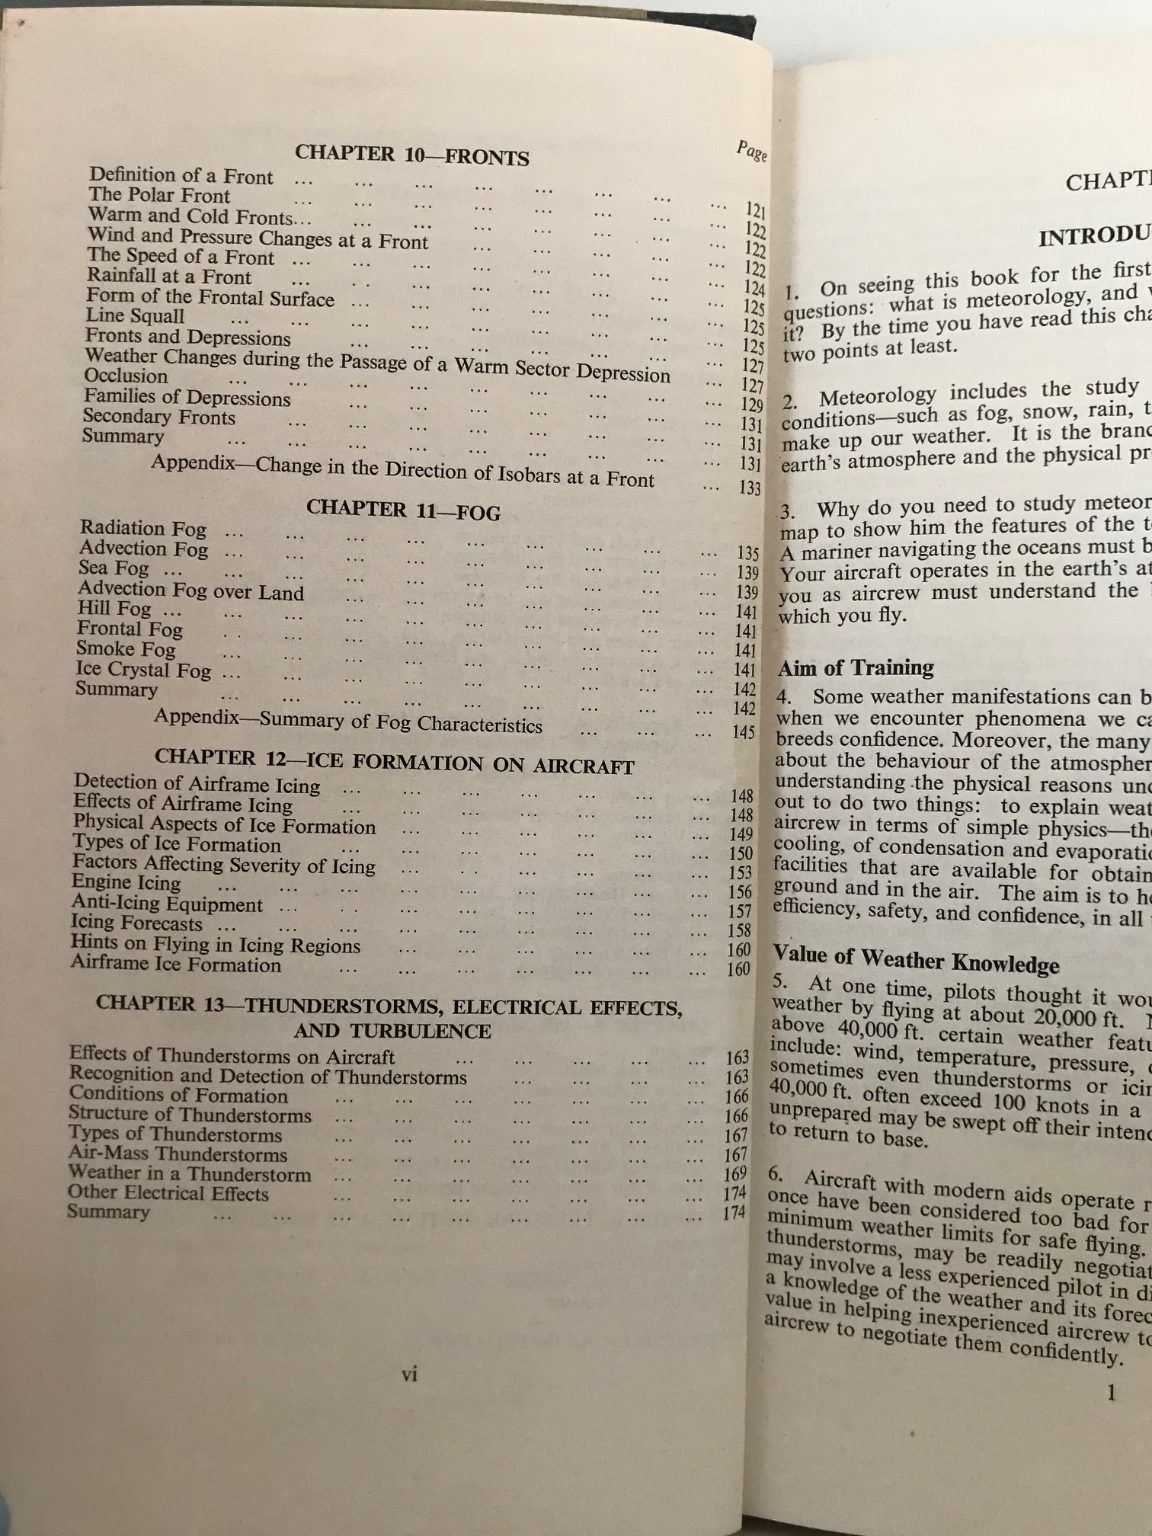 Page
CHAPTER 10—FRONTS
Definition of a Front ... ... ... ... ... ... ... ... 121
The Polar Front ... ... ... ... ... ... ... ... 122
Warm and Cold Fronts... ... ... ... ... ... ... ... 122
Wind and Pressure Changes at a Front ... ... ... ... ... 122
The Speed of a Front ... ... ... ... ... ... ... ... 124
Rainfall at a Front ... ... ... ... ... ... ... ... 125
Form of the Frontal Surface ... ... ... ... ... ... ... 125
Line Squall ... ... ... ... ... ... ... ... ... 125
Fronts and Depressions ... ... ... ... ... ... ... 127
Weather Changes during the Passage of a Warm Sector Depression ... 127
Occlusion ... ... ... ... ... ... ... ... ... 129
Families of Depressions ... ... ... ... ... ... ... 131
Secondary Fronts ... ... ... ... ... ... ... ... 131
Summary ... ... ... ... ... ... ... ... ... 131
Appendix—Change in the Direction of Isobars at a Front ... 133
CHAPTER 11—FOG
Radiation Fog ... ... ... ... ... ... ... ... ... 135
Advection Fog ... ... ... ... ... ... ... ... ... 139
Sea Fog ... ... ... ... ... ... ... ... ... ... 139
Advection Fog over Land ... ... ... ... ... ... ... 141
Hill Fog ... ... ... ... ... ... ... ... ... ... 141
Frontal Fog ... ... ... ... ... ... ... ... ... 141
Smoke Fog ... ... ... ... ... ... ... ... ... 141
Ice Crystal Fog ... ... ... ... ... ... ... ... ... 142
Summary ... ... ... ... ... ... ... ... ... 142
Appendix—Summary of Fog Characteristics ... ... ... 145
CHAPTER 12—ICE FORMATION ON AIRCRAFT
Detection of Airframe Icing ... ... ... ... ... ... ... 148
Effects of Airframe Icing ... ... ... ... ... ... ... 148
Physical Aspects of Ice Formation ... ... ... ... ... ... 149
Types of Ice Formation ... ... ... ... ... ... ... 150
Factors Affecting Severity of Icing ... ... ... ... ... ... 153
Engine Icing ... ... ... ... ... ... ... ... ... 156
Anti-Icing Equipment ... ... ... ... ... ... ... ... 157
Icing Forecasts ... ... ... ... ... ... ... ... ... 158
Hints on Flying in Icing Regions ... ... ... ... ... ... 160
Airframe Ice Formation ... ... ... ... ... ... ... 160
CHAPTER 13—THUNDERSTORMS, ELECTRICAL EFFECTS,
AND TURBULENCE
Effects of Thunderstorms on Aircraft ... ... ... ... ... 163
Recognition and Detection of Thunderstorms ... ... ... ... 163
Conditions of Formation ... ... ... ... ... ... ... 166
Structure of Thunderstorms ... ... ... ... ... ... ... 166
Types of Thunderstorms ... ... ... ... ... ... ... 167
Air-Mass Thunderstorms ... ... ... ... ... ... ... 167
Weather in a Thunderstorm ... ... ... ... ... ... ... 169
Other Electrical Effects ... ... ... ... ... ... ... 174
Summary ... ... ... ... ... ... ... ... ... 174
vi
CHAPT
INTRODU
1. On seeing this book for the first
questions: what is meteorology, and
it? By the time you have read this cha
two points at least.
2. Meteorology includes the study
conditions—such as fog, snow, rain, t
make up our weather. It is the branc
earth's atmosphere and the physical pr
3. Why do you need to study meteor
map to show him the features of the t
A mariner navigating the oceans must b
Your aircraft operates in the earth's at
you as aircrew must understand the
which you fly.
Aim of Training
4. Some weather manifestations can b
when we encounter phenomena we ca
breeds confidence. Moreover, the many
about the behaviour of the atmospher
understanding the physical reasons und
out to do two things: to explain weat
aircrew in terms of simple physics—the
cooling, of condensation and evaporatio
facilities that are available for obtain
ground and in the air. The aim is to he
efficiency, safety, and confidence, in all
Value of Weather Knowledge
5. At one time, pilots thought it wou
weather by flying at about 20,000 ft.
above 40,000 ft. certain weather featu
include: wind, temperature, pressure,
sometimes even thunderstorms or icin
40,000 ft. often exceed 100 knots in a
unprepared may be swept off their inten
to return to base.
6. Aircraft with modern aids operate r
once have been considered too bad for
minimum weather limits for safe flying.
thunderstorms, may be readily negotiat
may involve a less experienced pilot in di
a knowledge of the weather and its forec
value in helping inexperienced aircrew to
aircrew to negotiate them confidently.
1